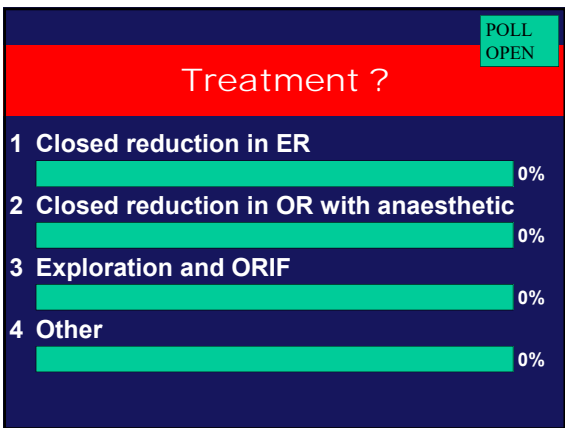 POLL
OPEN
Treatment ?
1 Closed reduction in ER
0%
2 Closed reduction in OR with anaesthetic
0%
3 Exploration and ORIF
0%
4 Other
0%